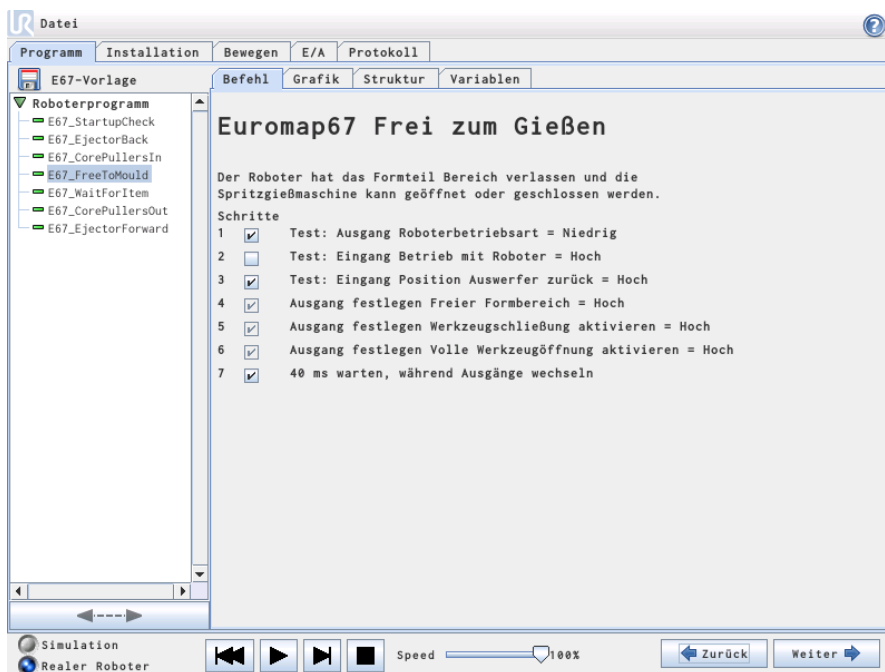 UR Datei
Programm Installation Bewegen E/A Protokoll
E67-Vorlage
Befehl Grafik Struktur Variablen
Roboterprogramm
E67_StartupCheck
E67_EjectorBack
E67_CorePullersIn
E67_FreeToMould
E67_WaitForItem
E67_CorePullersOut
E67_EjectorForward
Euromap67 Frei zum Gießen
Der Roboter hat das Formteil Bereich verlassen und die
Spritzgießmaschine kann geöffnet oder geschlossen werden.
Schritte
1 Test: Ausgang Roboterbetriebsart = Niedrig
2 Test: Eingang Betrieb mit Roboter = Hoch
3 Test: Eingang Position Auswerfer zurück = Hoch
4 Ausgang festlegen Freier Formbereich = Hoch
5 Ausgang festlegen Werkzeugschließung aktivieren = Hoch
6 Ausgang festlegen Volle Werkzeugöffnung aktivieren = Hoch
7 40 ms warten, während Ausgänge wechseln
Simulation
Realer Roboter
Speed 100%
Zurück
Weiter